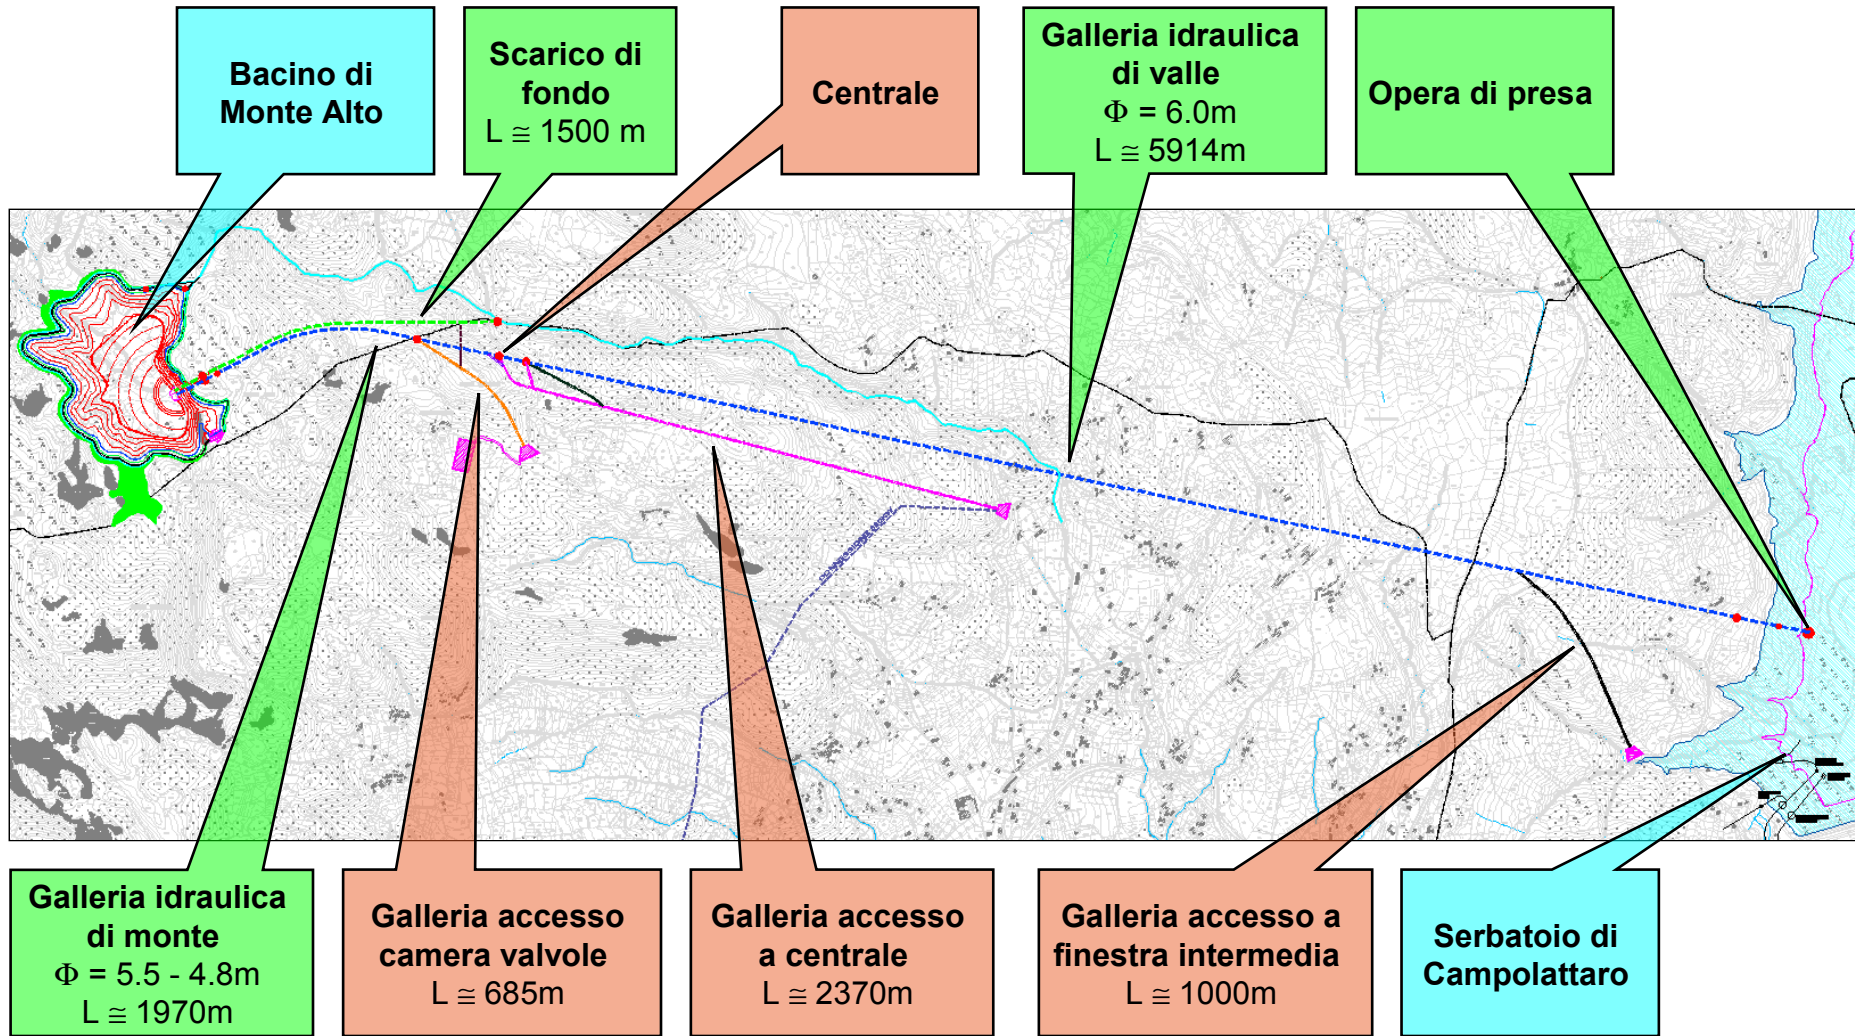 Bacino di
Monte Alto
Scarico di
fondo
L ≅ 1500 m
Centrale
Galleria idraulica
di valle
Φ = 6.0m
L ≅ 5914m
Opera di presa
Galleria idraulica
di monte
Φ = 5.5 - 4.8m
L ≅ 1970m
Galleria accesso
camera valvole
L ≅ 685m
Galleria accesso
a centrale
L ≅ 2370m
Galleria accesso a
finestra intermedia
L ≅ 1000m
Serbatoio di
Campolattaro